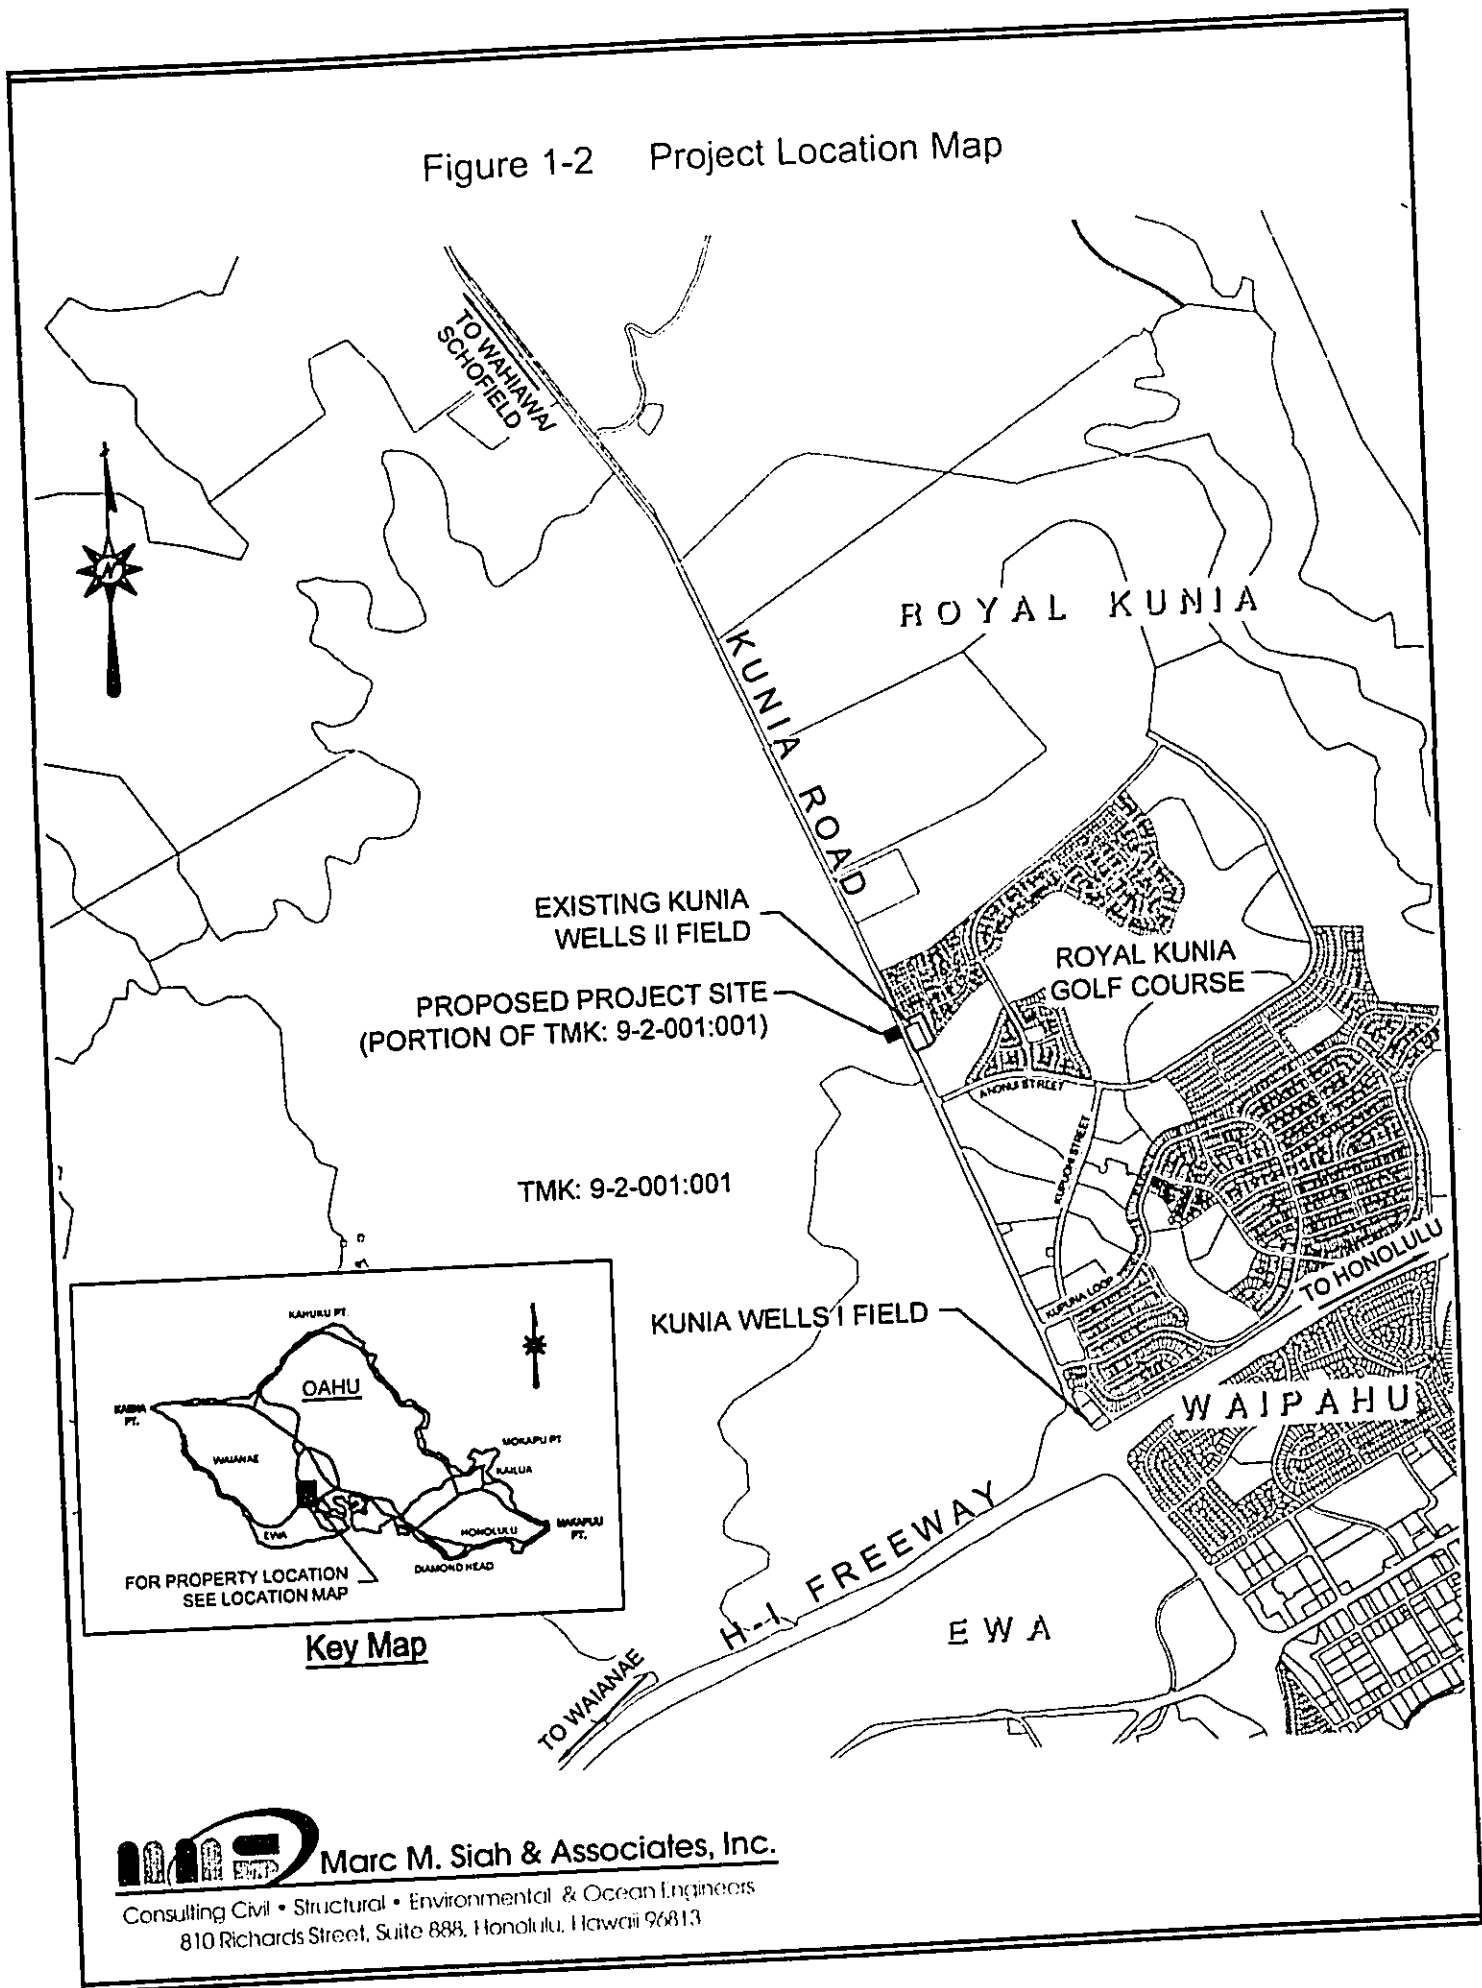 Figure 1-2 Project Location Map
TO WAHIAWA/
SCHOFIELD
N
ROYAL KUNIA
KUNIA ROAD
EXISTING KUNIA
WELLS II FIELD
PROPOSED PROJECT SITE
(PORTION OF TMK: 9-2-001:001)
ROYAL KUNIA
GOLF COURSE
ANONUI STREET
KUPUOHI STREET
TMK: 9-2-001:001
KUPUNA LOOP
TO HONOLULU
KUNIA WELLS I FIELD
WAIPAHU
H-1 FREEWAY
EWA
TO WAIANAE
KAHUKU PT.
OAHU
KAENA
PT.
WAIANAE
MOKAPU PT
KAILUA
EWA
HONOLULU
MAKAPUU
PT.
DIAMOND HEAD
FOR PROPERTY LOCATION
SEE LOCATION MAP
Key Map
Marc M. Siah & Associates, Inc.
Consulting Civil • Structural • Environmental & Ocean Engineers
810 Richards Street, Suite 888, Honolulu, Hawaii 96813